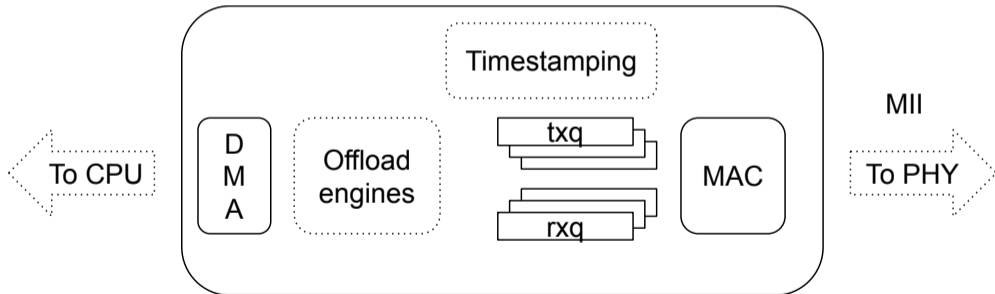 Timestamping
MII
To CPU
D
M
A
Offload
engines
txq
rxq
MAC
To PHY